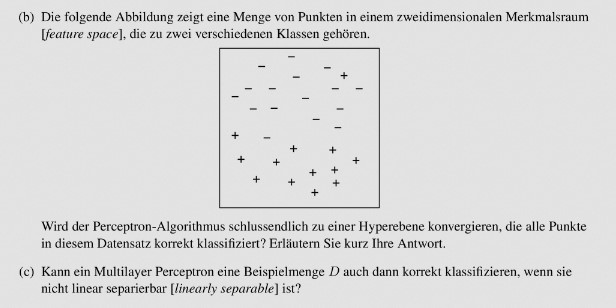 (b) Die folgende Abbildung zeigt eine Menge von Punkten in einem zweidimensionalen Merkmalsraum
[feature space], die zu zwei verschiedenen Klassen gehören.
Wird der Perceptron-Algorithmus schlussendlich zu einer Hyperebene konvergieren, die alle Punkte
in diesem Datensatz korrekt klassifiziert? Erläutern Sie kurz Ihre Antwort.
(c) Kann ein Multilayer Perceptron eine Beispielmenge D auch dann korrekt klassifizieren, wenn sie
nicht linear separierbar [linearly separable] ist?